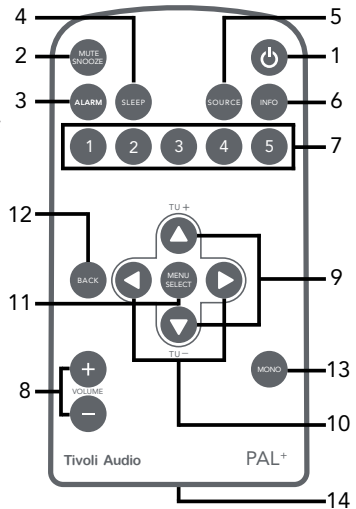 4
5
2
MUTE
SNOOZE
1
3
ALARM
SLEEP
SOURCE
INFO
6
1
2
3
4
5
7
TU +
12
BACK
MENU
SELECT
9
11
TU −
8
+
VOLUME
−
MONO
13
10
Tivoli Audio
PAL+
14